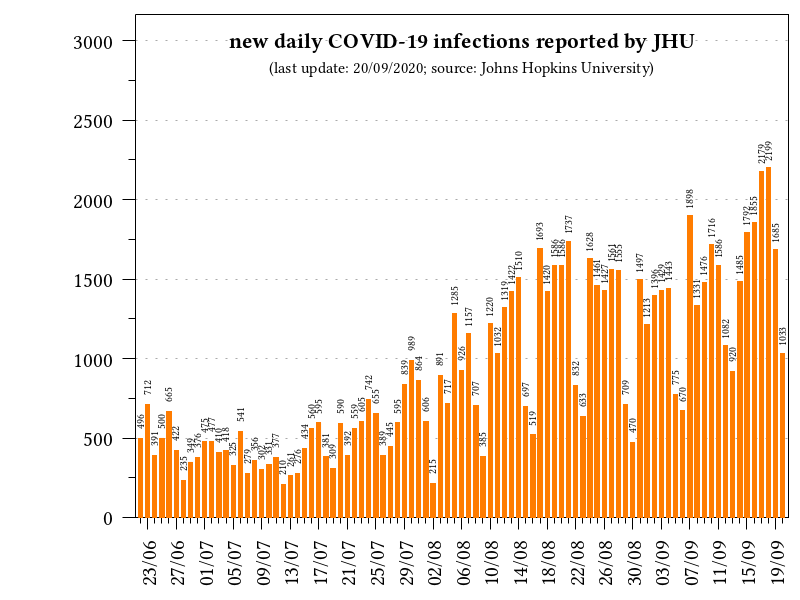 new daily COVID-19 infections reported by JHU
(last update: 20/09/2020; source: Johns Hopkins University)
3000
2500
2000
1500
1000
500
0
496 712 391 500 665 422 235 349 376 475 477 410 418 325 541 279 356 302 331 377 210 261 276 434 560 595 381 309 590 392 559 605 742 655 389 445 595 839 989 864 606 215 891 717 1285 926 1157 707 385 1220 1032 1319 1422 1510 697 519 1693 1420 1586 1586 1737 832 633 1628 1461 1427 1561 1555 709 470 1497 1213 1396 1429 1443 775 670 1898 1331 1476 1716 1586 1082 920 1485 1792 1855 2179 2199 1685 1033
23/06 27/06 01/07 05/07 09/07 13/07 17/07 21/07 25/07 29/07 02/08 06/08 10/08 14/08 18/08 22/08 26/08 30/08 03/09 07/09 11/09 15/09 19/09